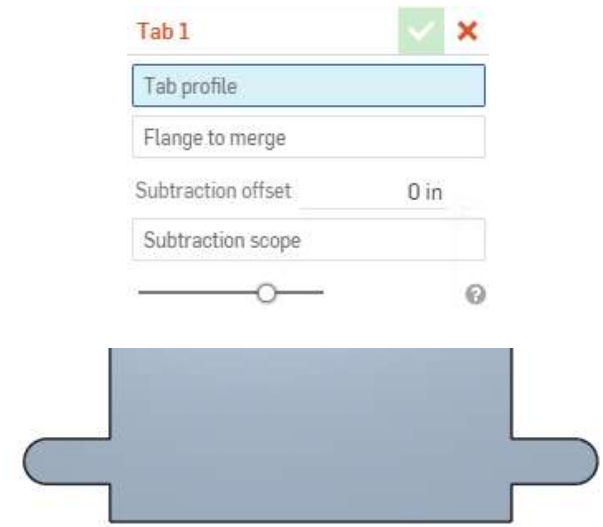 Tab 1
Tab profile
Flange to merge
Subtraction offset 0 in
Subtraction scope
?